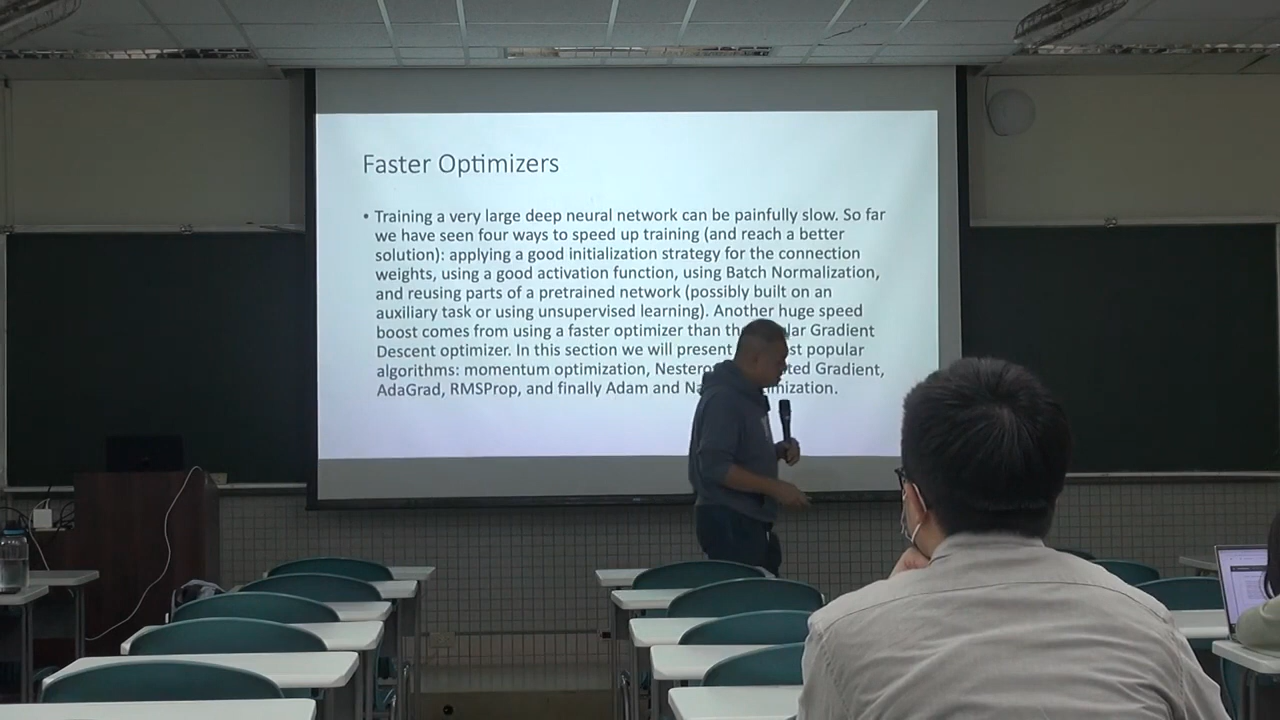 Faster Optimizers
• Training a very large deep neural network can be painfully slow. So far
we have seen four ways to speed up training (and reach a better
solution): applying a good initialization strategy for the connection
weights, using a good activation function, using Batch Normalization,
and reusing parts of a pretrained network (possibly built on an
auxiliary task or using unsupervised learning). Another huge speed
boost comes from using a faster optimizer than the Gradient
Descent optimizer. In this section we will present popular
algorithms: momentum optimization, Gradient,
AdaGrad, RMSProp, and finally Adam and